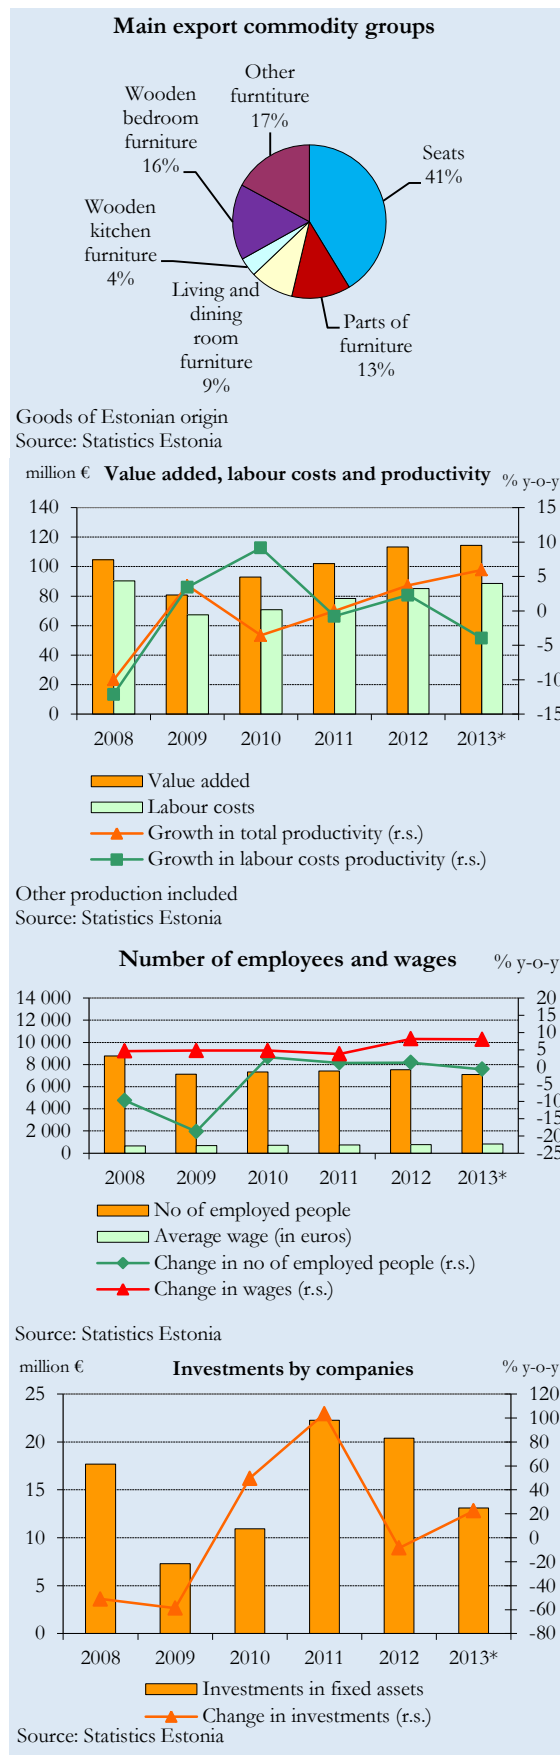 Main export commodity groups
Other
furntiture
17%
Wooden
bedroom
furniture
16%
Seats
41%
Wooden
kitchen
furniture
4%
Living and
dining
room
furniture
9%
Parts of
furniture
13%
Goods of Estonian origin
Source: Statistics Estonia
million € Value added, labour costs and productivity % y-o-y
140 15
120 10
100 5
80 0
60
40 -5
20 -10
0 -15
2008 2009 2010 2011 2012 2013*
Value added
Labour costs
Growth in total productivity (r.s.)
Growth in labour costs productivity (r.s.)
Other production included
Source: Statistics Estonia
Number of employees and wages % y-o-y
14 000 20
12 000 15
10 000 10
8 000 5
6 000 0
4 000 -5
2 000 -10
0 -15
-20
-25
2008 2009 2010 2011 2012 2013*
No of employed people
Average wage (in euros)
Change in no of employed people (r.s.)
Change in wages (r.s.)
Source: Statistics Estonia
million € Investments by companies % y-o-y
25 120
20 100
15 80
10 60
5 40
0 20
0
-20
-40
-60
-80
2008 2009 2010 2011 2012 2013*
Investments in fixed assets
Change in investments (r.s.)
Source: Statistics Estonia